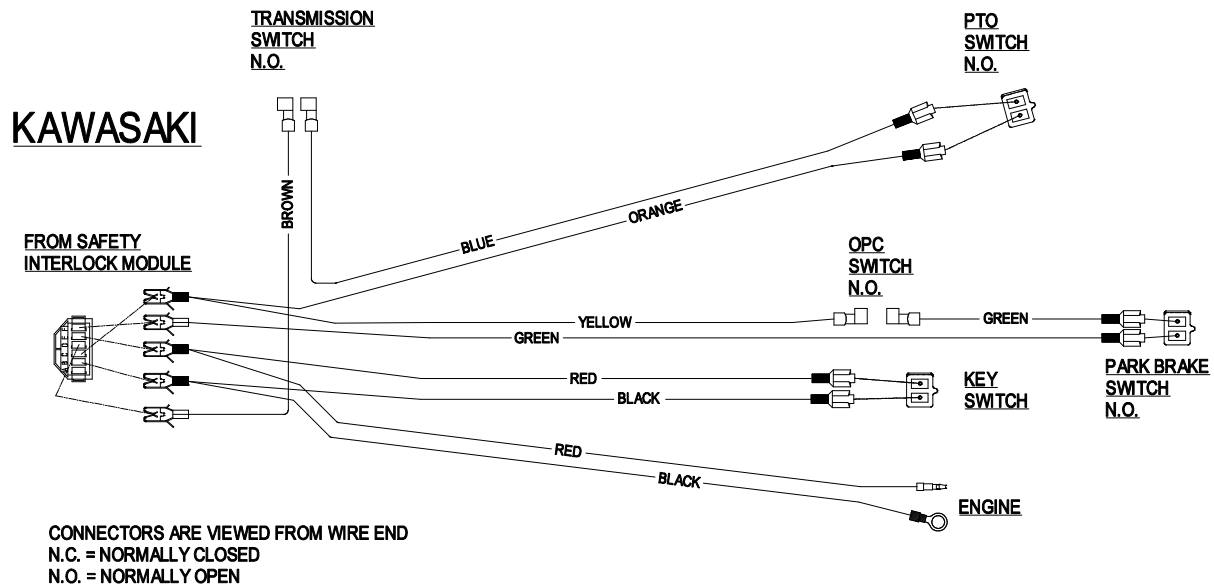 TRANSMISSION
SWITCH
N.O.
PTO
SWITCH
N.O.
KAWASAKI
BROWN
ORANGE
BLUE
FROM SAFETY
INTERLOCK MODULE
OPC
SWITCH
N.O.
YELLOW
GREEN
GREEN
PARK BRAKE
SWITCH
N.O.
RED
BLACK
KEY
SWITCH
RED
BLACK
ENGINE
CONNECTORS ARE VIEWED FROM WIRE END
N.C. = NORMALLY CLOSED
N.O. = NORMALLY OPEN